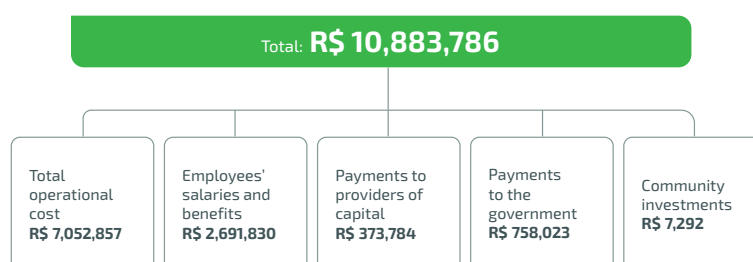 Total: R$ 10,883,786
Total
operational
cost
R$ 7,052,857
Employees’
salaries and
benefits
R$ 2,691,830
Payments to
providers of
capital
R$ 373,784
Payments
to the
government
R$ 758,023
Community
investments
R$ 7,292